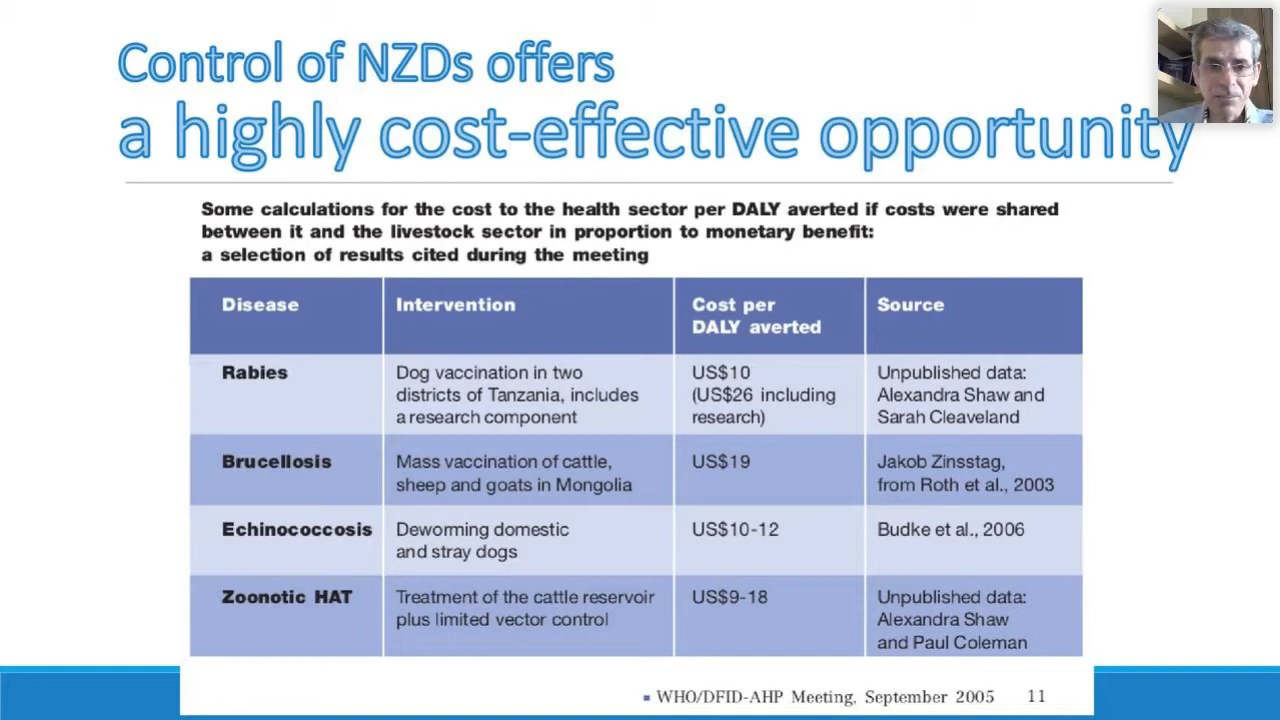 Control of NZDs offers
a highly cost-effective opportunity
Some calculations for the cost to the health sector per DALY averted if costs were shared
between it and the livestock sector in proportion to monetary benefit:
a selection of results cited during the meeting
Disease
Intervention
Cost per
DALY averted
Source
Rabies
Dog vaccination in two
districts of Tanzania, includes
a research component
US$10
(US$26 including
research)
Unpublished data:
Alexandra Shaw and
Sarah Cleaveland
Brucellosis
Mass vaccination of cattle,
sheep and goats in Mongolia
US$19
Jakob Zinsstag,
from Roth et al., 2003
Echinococcosis
Deworming domestic
and stray dogs
US$10-12
Budke et al., 2006
Zoonotic HAT
Treatment of the cattle reservoir
plus limited vector control
US$9-18
Unpublished data:
Alexandra Shaw
and Paul Coleman
▪ WHO/DFID-AHP Meeting, September 2005 11